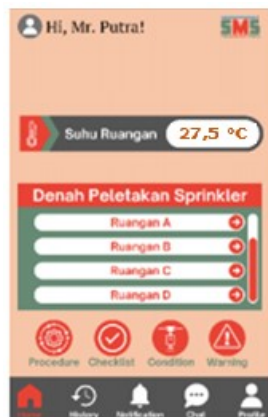 Hi, Mr. Putra!
SMS
Suhu Ruangan 27,5 °C
Denah Peletakan Sprinkler
Ruangan A
Ruangan B
Ruangan C
Ruangan D
Procedure Checklist Condition Warning
Home History Notification Chat Profile